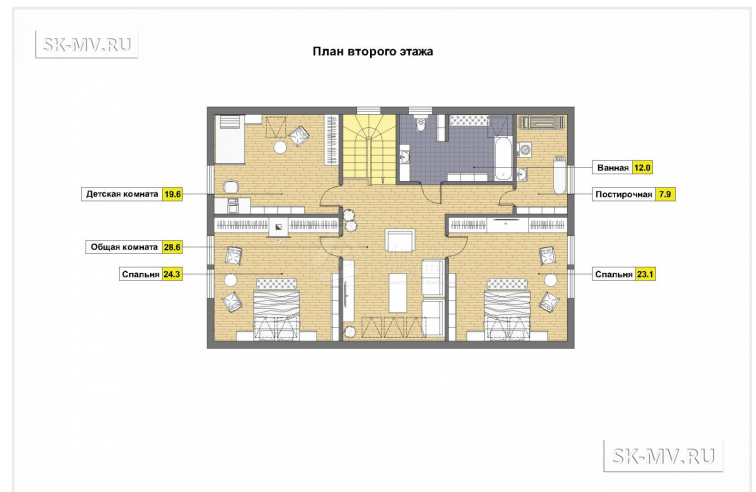 SK-MV.RU
План второго этажа
Ванная 12.0
Детская комната 19.6
Постирочная 7.9
Общая комната 28.6
Спальня 24.3
Спальня 23.1
SK-MV.RU